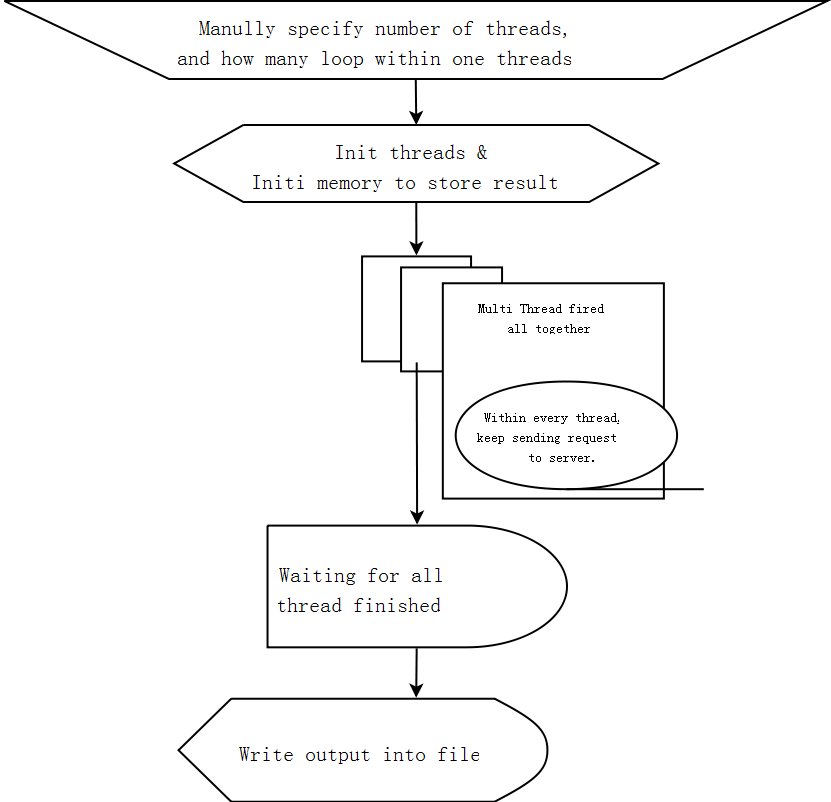 Manully specify number of threads,
and how many loop within one threads
Init threads &
Initi memory to store result
Multi Thread fired
all together
Within every thread,
keep sending request
to server.
Waiting for all
thread finished
Write output into file